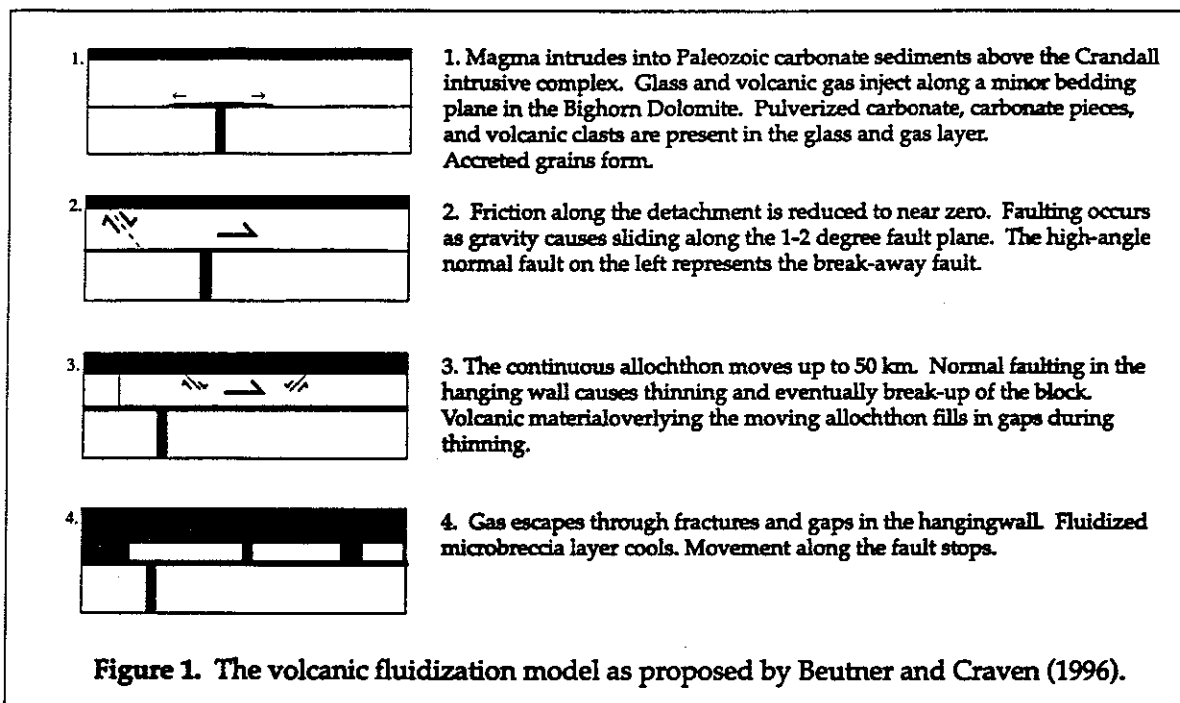 1.
1. Magma intrudes into Paleozoic carbonate sediments above the Crandall
intrusive complex. Glass and volcanic gas inject along a minor bedding
plane in the Bighorn Dolomite. Pulverized carbonate, carbonate pieces,
and volcanic clasts are present in the glass and gas layer.
Accreted grains form.
2.
2. Friction along the detachment is reduced to near zero. Faulting occurs
as gravity causes sliding along the 1-2 degree fault plane. The high-angle
normal fault on the left represents the break-away fault.
3.
3. The continuous allochthon moves up to 50 km. Normal faulting in the
hanging wall causes thinning and eventually break-up of the block.
Volcanic materialoverlying the moving allochthon fills in gaps during
thinning.
4.
4. Gas escapes through fractures and gaps in the hangingwall. Fluidized
microbreccia layer cools. Movement along the fault stops.
Figure 1. The volcanic fluidization model as proposed by Beutner and Craven (1996).